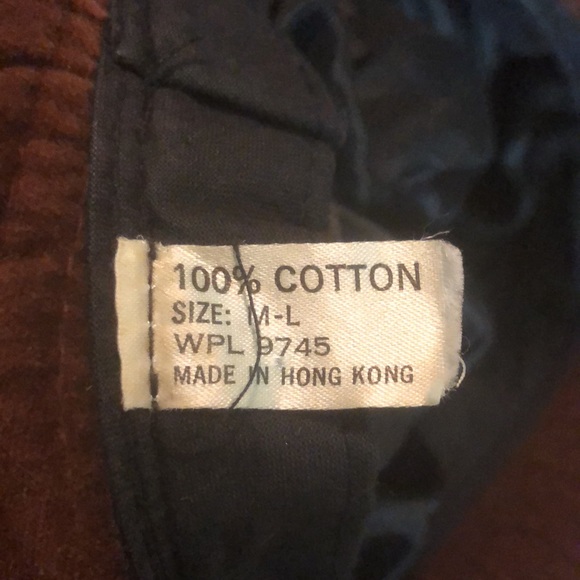 100% COTTON
SIZE: M-L
WPL 9745
MADE IN HONG KONG